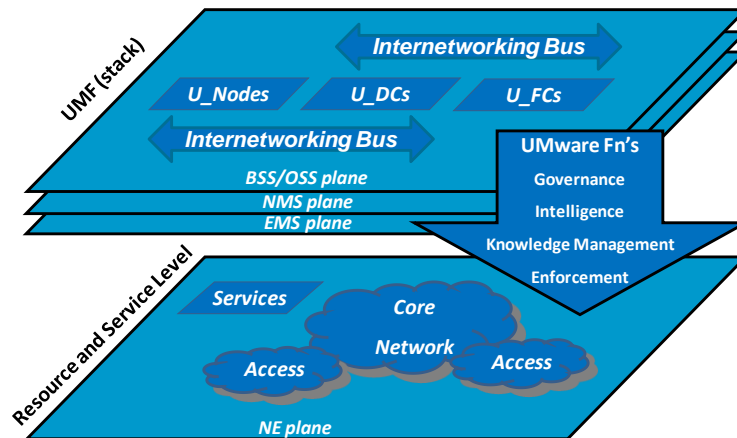 UMF (stack)
Internetworking Bus
U_Nodes
U_DCs
U_FCs
Internetworking Bus
BSS/OSS plane
NMS plane
EMS plane
UMware Fn's
Governance
Intelligence
Knowledge Management
Enforcement
Resource and Service Level
Services
Core
Network
Access
Access
NE plane